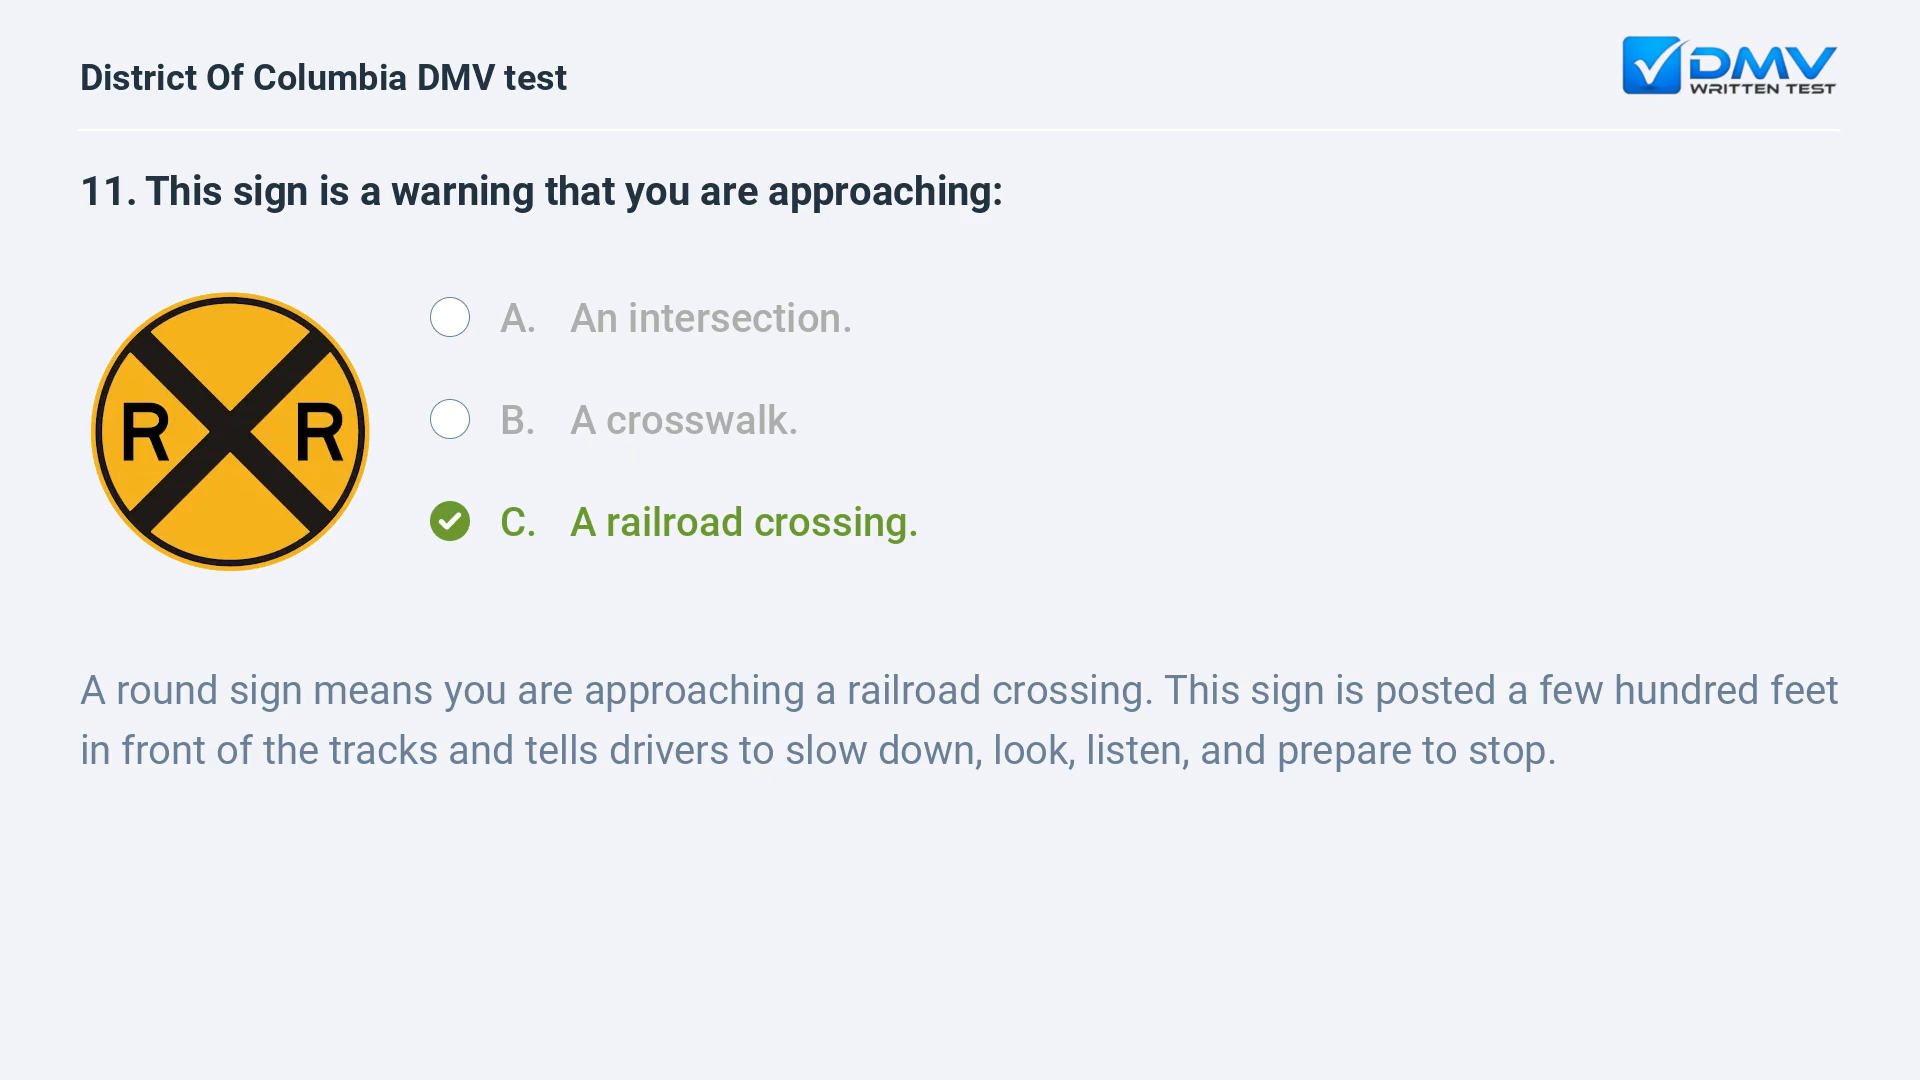 District Of Columbia DMV test
DMV
WRITTEN TEST
11. This sign is a warning that you are approaching:
R R
A. An intersection.
B. A crosswalk.
C. A railroad crossing.
A round sign means you are approaching a railroad crossing. This sign is posted a few hundred feet
in front of the tracks and tells drivers to slow down, look, listen, and prepare to stop.